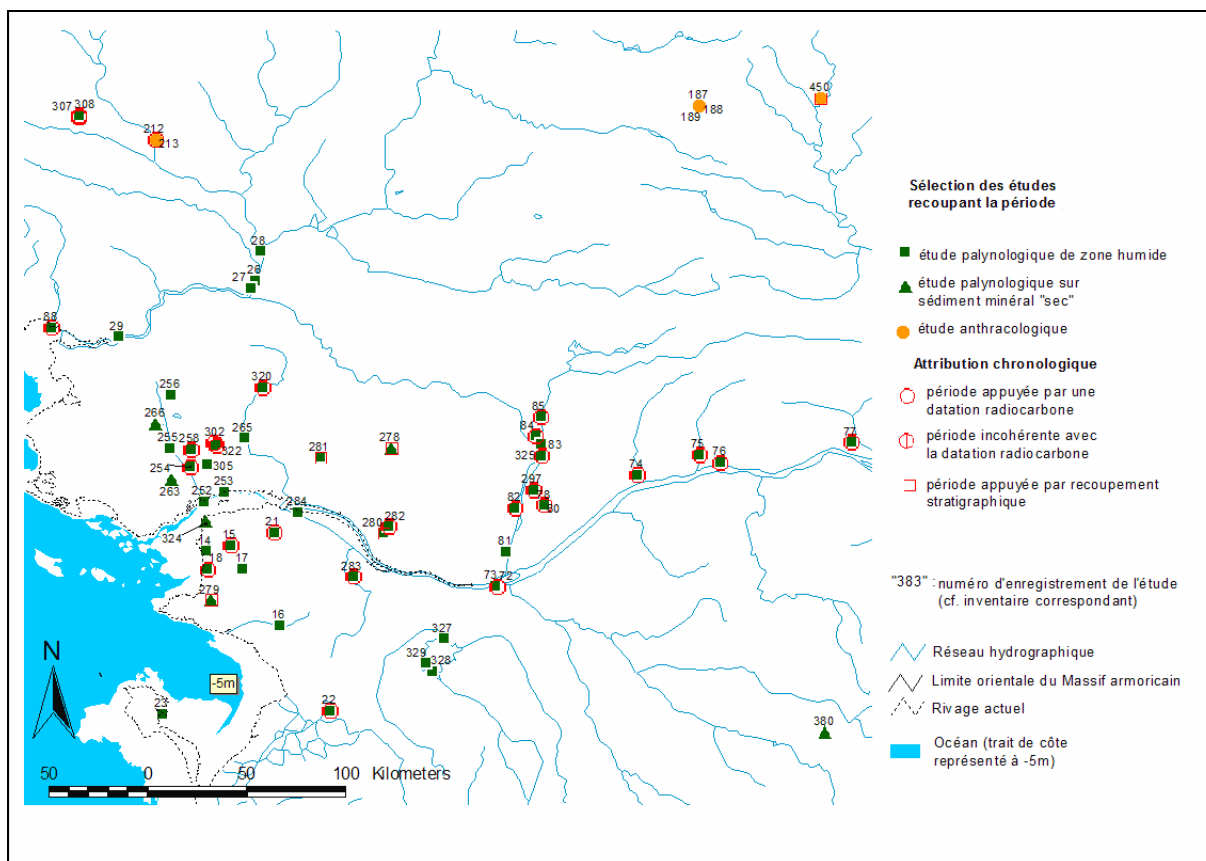 307 308
212
213
187
188
189
450
28
26
27
88
29
320
256
266
265
255
258
302
322
281
278
254
305
263
253
252
284
324
21
280 282
14
15
18
17
283
279
16
85
84
83
325
297
78
82
80
81
73 72
74
75
76
77
327
329
328
22
23
380
-5m
N
50 0 50 100 Kilometers
Sélection des études
recoupant la période
étude palynologique de zone humide
étude palynologique sur
sédiment minéral "sec"
étude anthracologique
Attribution chronologique
période appuyée par une
datation radiocarbone
période incohérente avec
la datation radiocarbone
période appuyée par recoupement
stratigraphique
"383" : numéro d'enregistrement de l'étude
(cf. inventaire correspondant)
Réseau hydrographique
Limite orientale du Massif armoricain
Rivage actuel
Océan (trait de côte
représenté à -5m)